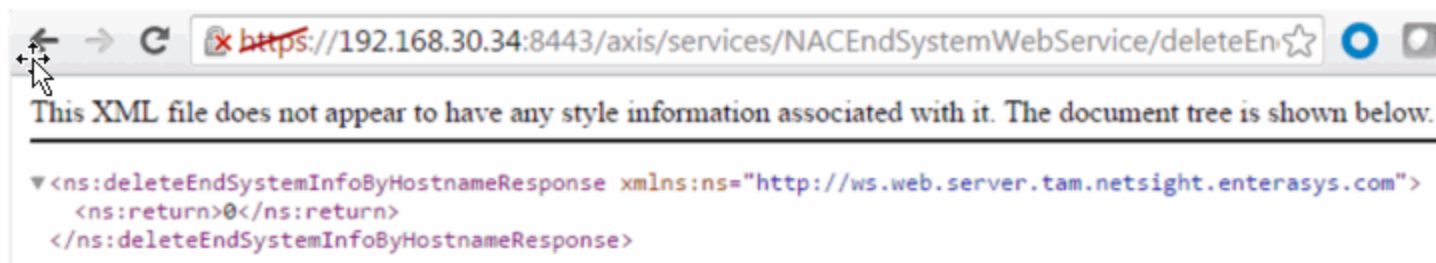 https://192.168.30.34:8443/axis/services/NACEndSystemWebService/deleteEn
This XML file does not appear to have any style information associated with it. The document tree is shown below.
▼<ns:deleteEndSystemInfoByHostnameResponse xmlns:ns="http://ws.web.server.tam.netsight.enterasys.com">
<ns:return>0</ns:return>
</ns:deleteEndSystemInfoByHostnameResponse>